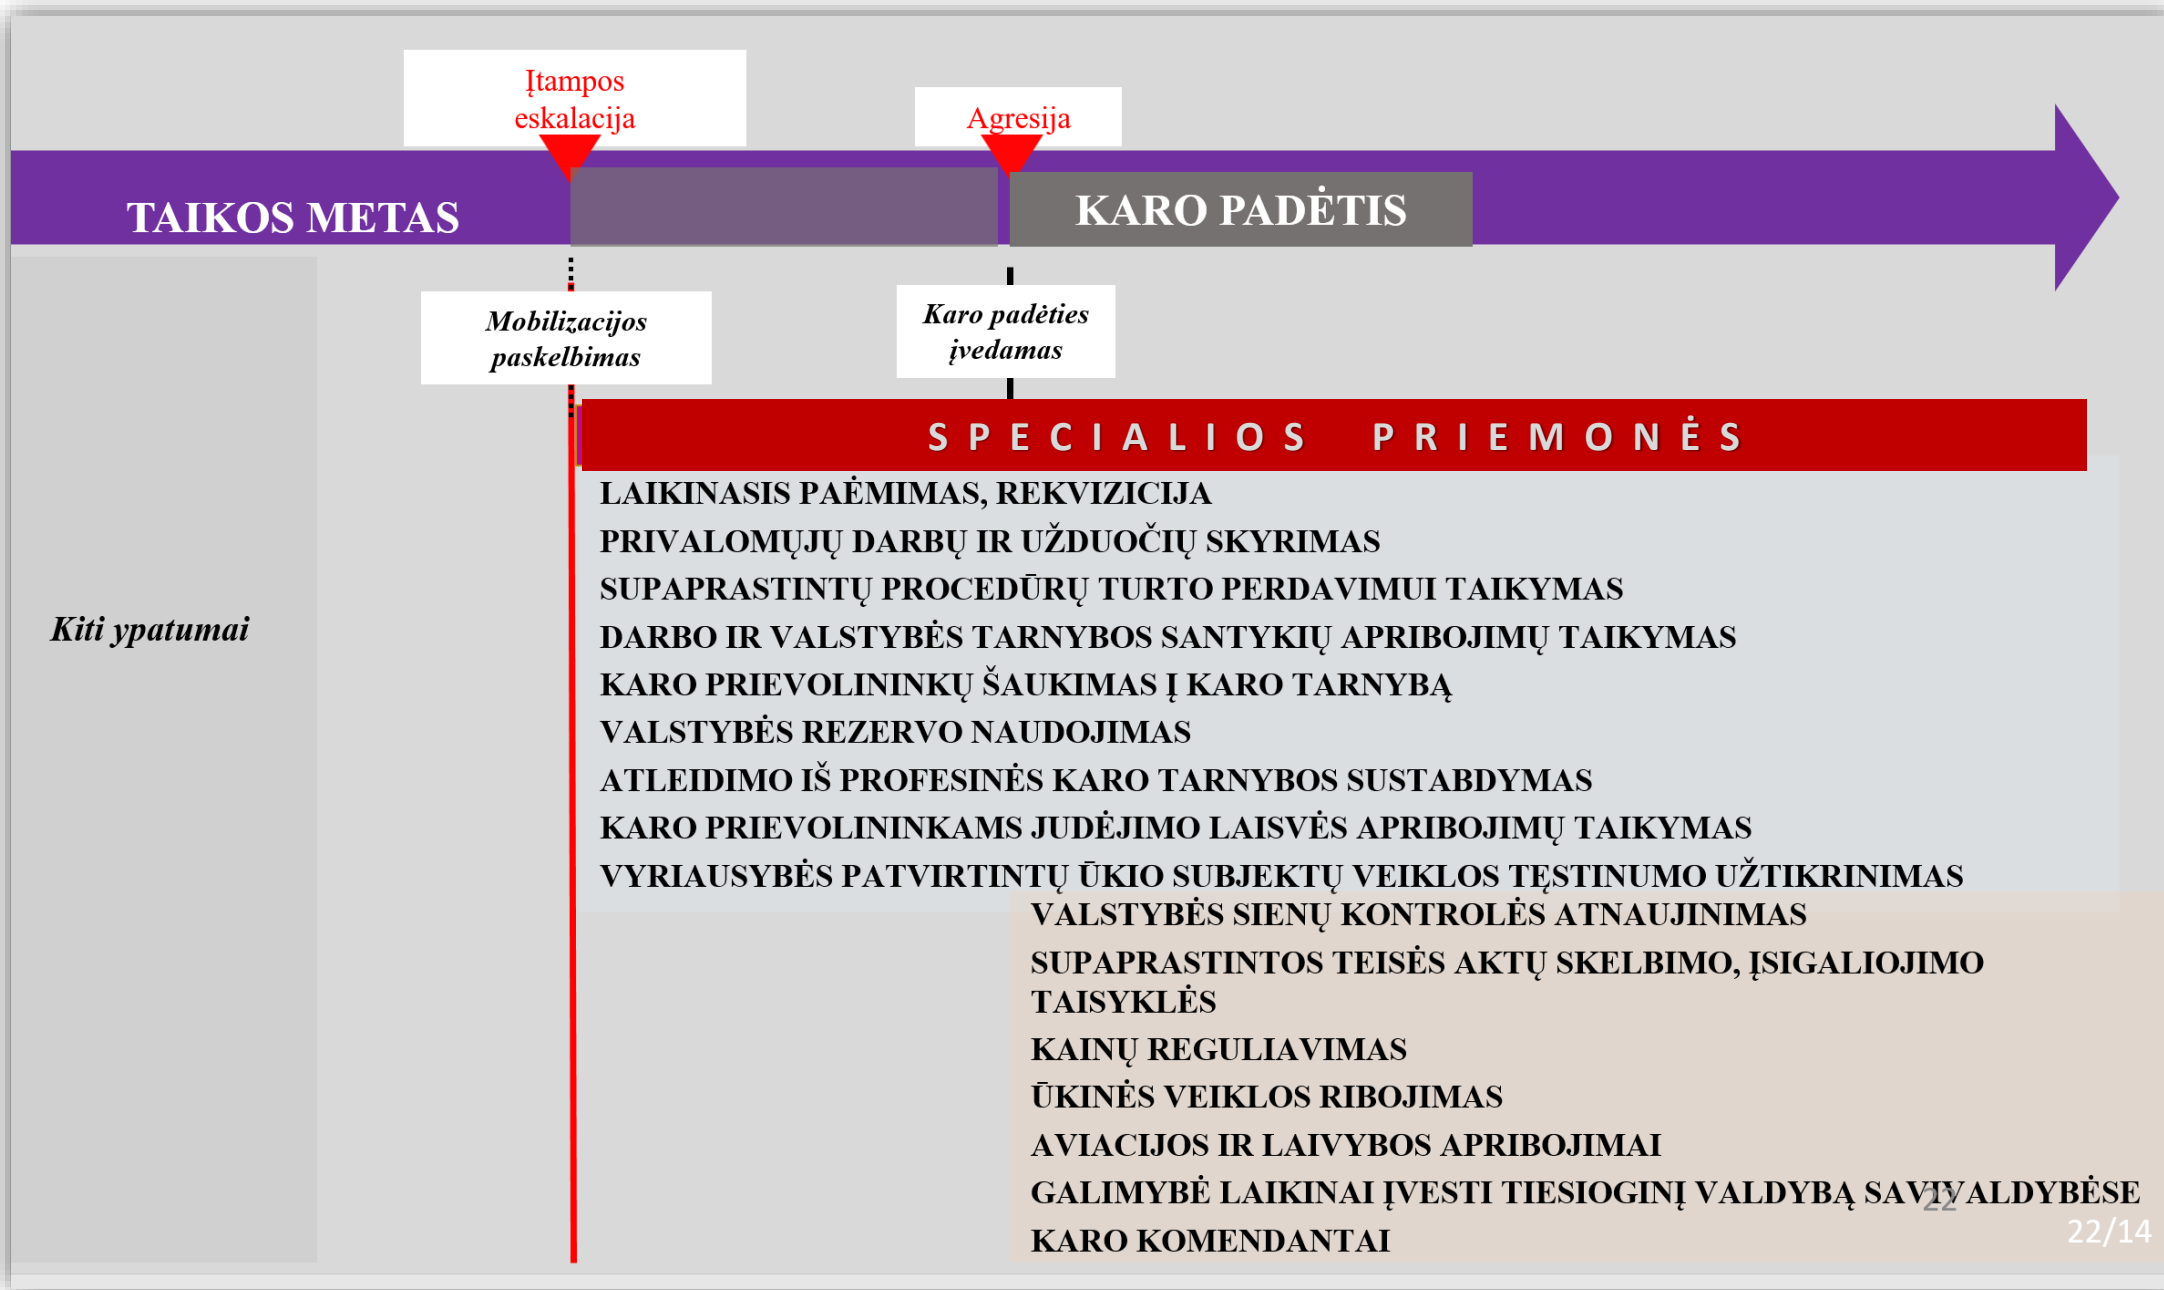 Įtampos
eskalacija
Agresija
TAIKOS METAS
KARO PADĖTIS
Mobilizacijos
paskelbimas
Karo padėties
įvedamas
SPECIALIOS PRIEMONĖS
Kiti ypatumai
LAIKINASIS PAĖMIMAS, REKVIZICIJA
PRIVALOMŲJŲ DARBŲ IR UŽDUOČIŲ SKYRIMAS
SUPAPRASTINTŲ PROCEDŪRŲ TURTO PERDAVIMUI TAIKYMAS
DARBO IR VALSTYBĖS TARNYBOS SANTYKIŲ APRIBOJIMŲ TAIKYMAS
KARO PRIEVOLININKŲ ŠAUKIMAS Į KARO TARNYBĄ
VALSTYBĖS REZERVO NAUDOJIMAS
ATLEIDIMO IŠ PROFESINĖS KARO TARNYBOS SUSTABDYMAS
KARO PRIEVOLININKAMS JUDĖJIMO LAISVĖS APRIBOJIMŲ TAIKYMAS
VYRIAUSYBĖS PATVIRTINTŲ ŪKIO SUBJEKTŲ VEIKLOS TĘSTINUMO UŽTIKRINIMAS
VALSTYBĖS SIENŲ KONTROLĖS ATNAUJINIMAS
SUPAPRASTINTOS TEISĖS AKTŲ SKELBIMO, ĮSIGALIOJIMO
TAISYKLĖS
KAINŲ REGULIAVIMAS
ŪKINĖS VEIKLOS RIBOJIMAS
AVIACIJOS IR LAIVYBOS APRIBOJIMAI
GALIMYBĖ LAIKINAI ĮVESTI TIESIOGINĮ VALDYBĄ SAVIVALDYBĖSE
KARO KOMENDANTAI
22
22/14